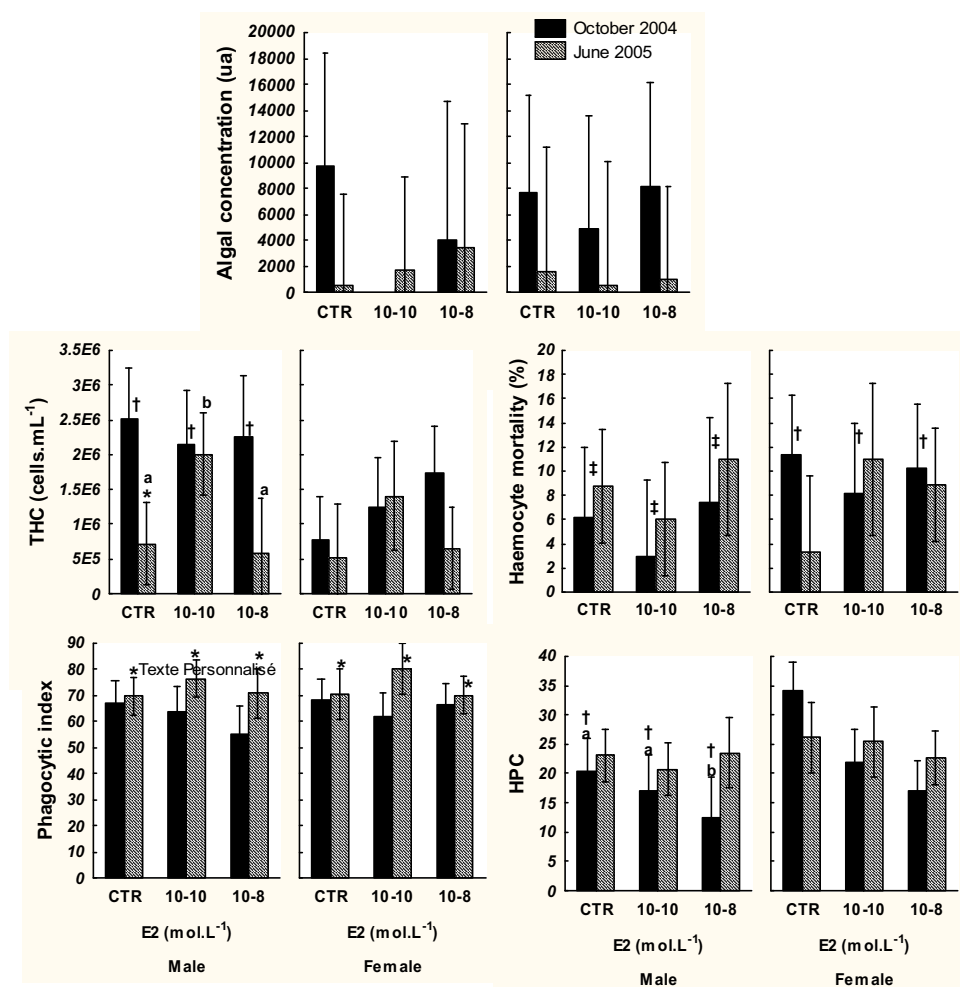 October 2004
June 2005
Algal concentration (ua)
20000
18000
16000
14000
12000
10000
8000
6000
4000
2000
0
CTR 10-10 10-8
CTR 10-10 10-8
THC (cells.mL-1)
3.5E6
3E6
2.5E6
2E6
1.5E6
1E6
5E5
0
†
a
*
†
b
†
a
CTR 10-10 10-8
CTR 10-10 10-8
Haemocyte mortality (%)
20
18
16
14
12
10
8
6
4
2
0
‡
‡
‡
CTR 10-10 10-8
†
†
†
CTR 10-10 10-8
Phagocytic index
90
80
70
60
50
40
30
20
10
0
*
*
*
Texte Personnalisé
CTR 10-10 10-8
*
*
*
CTR 10-10 10-8
E2 (mol.L-1)
Male
E2 (mol.L-1)
Female
HPC
40
35
30
25
20
15
10
5
0
†
a
†
a
†
b
CTR 10-10 10-8
CTR 10-10 10-8
E2 (mol.L-1)
Male
E2 (mol.L-1)
Female